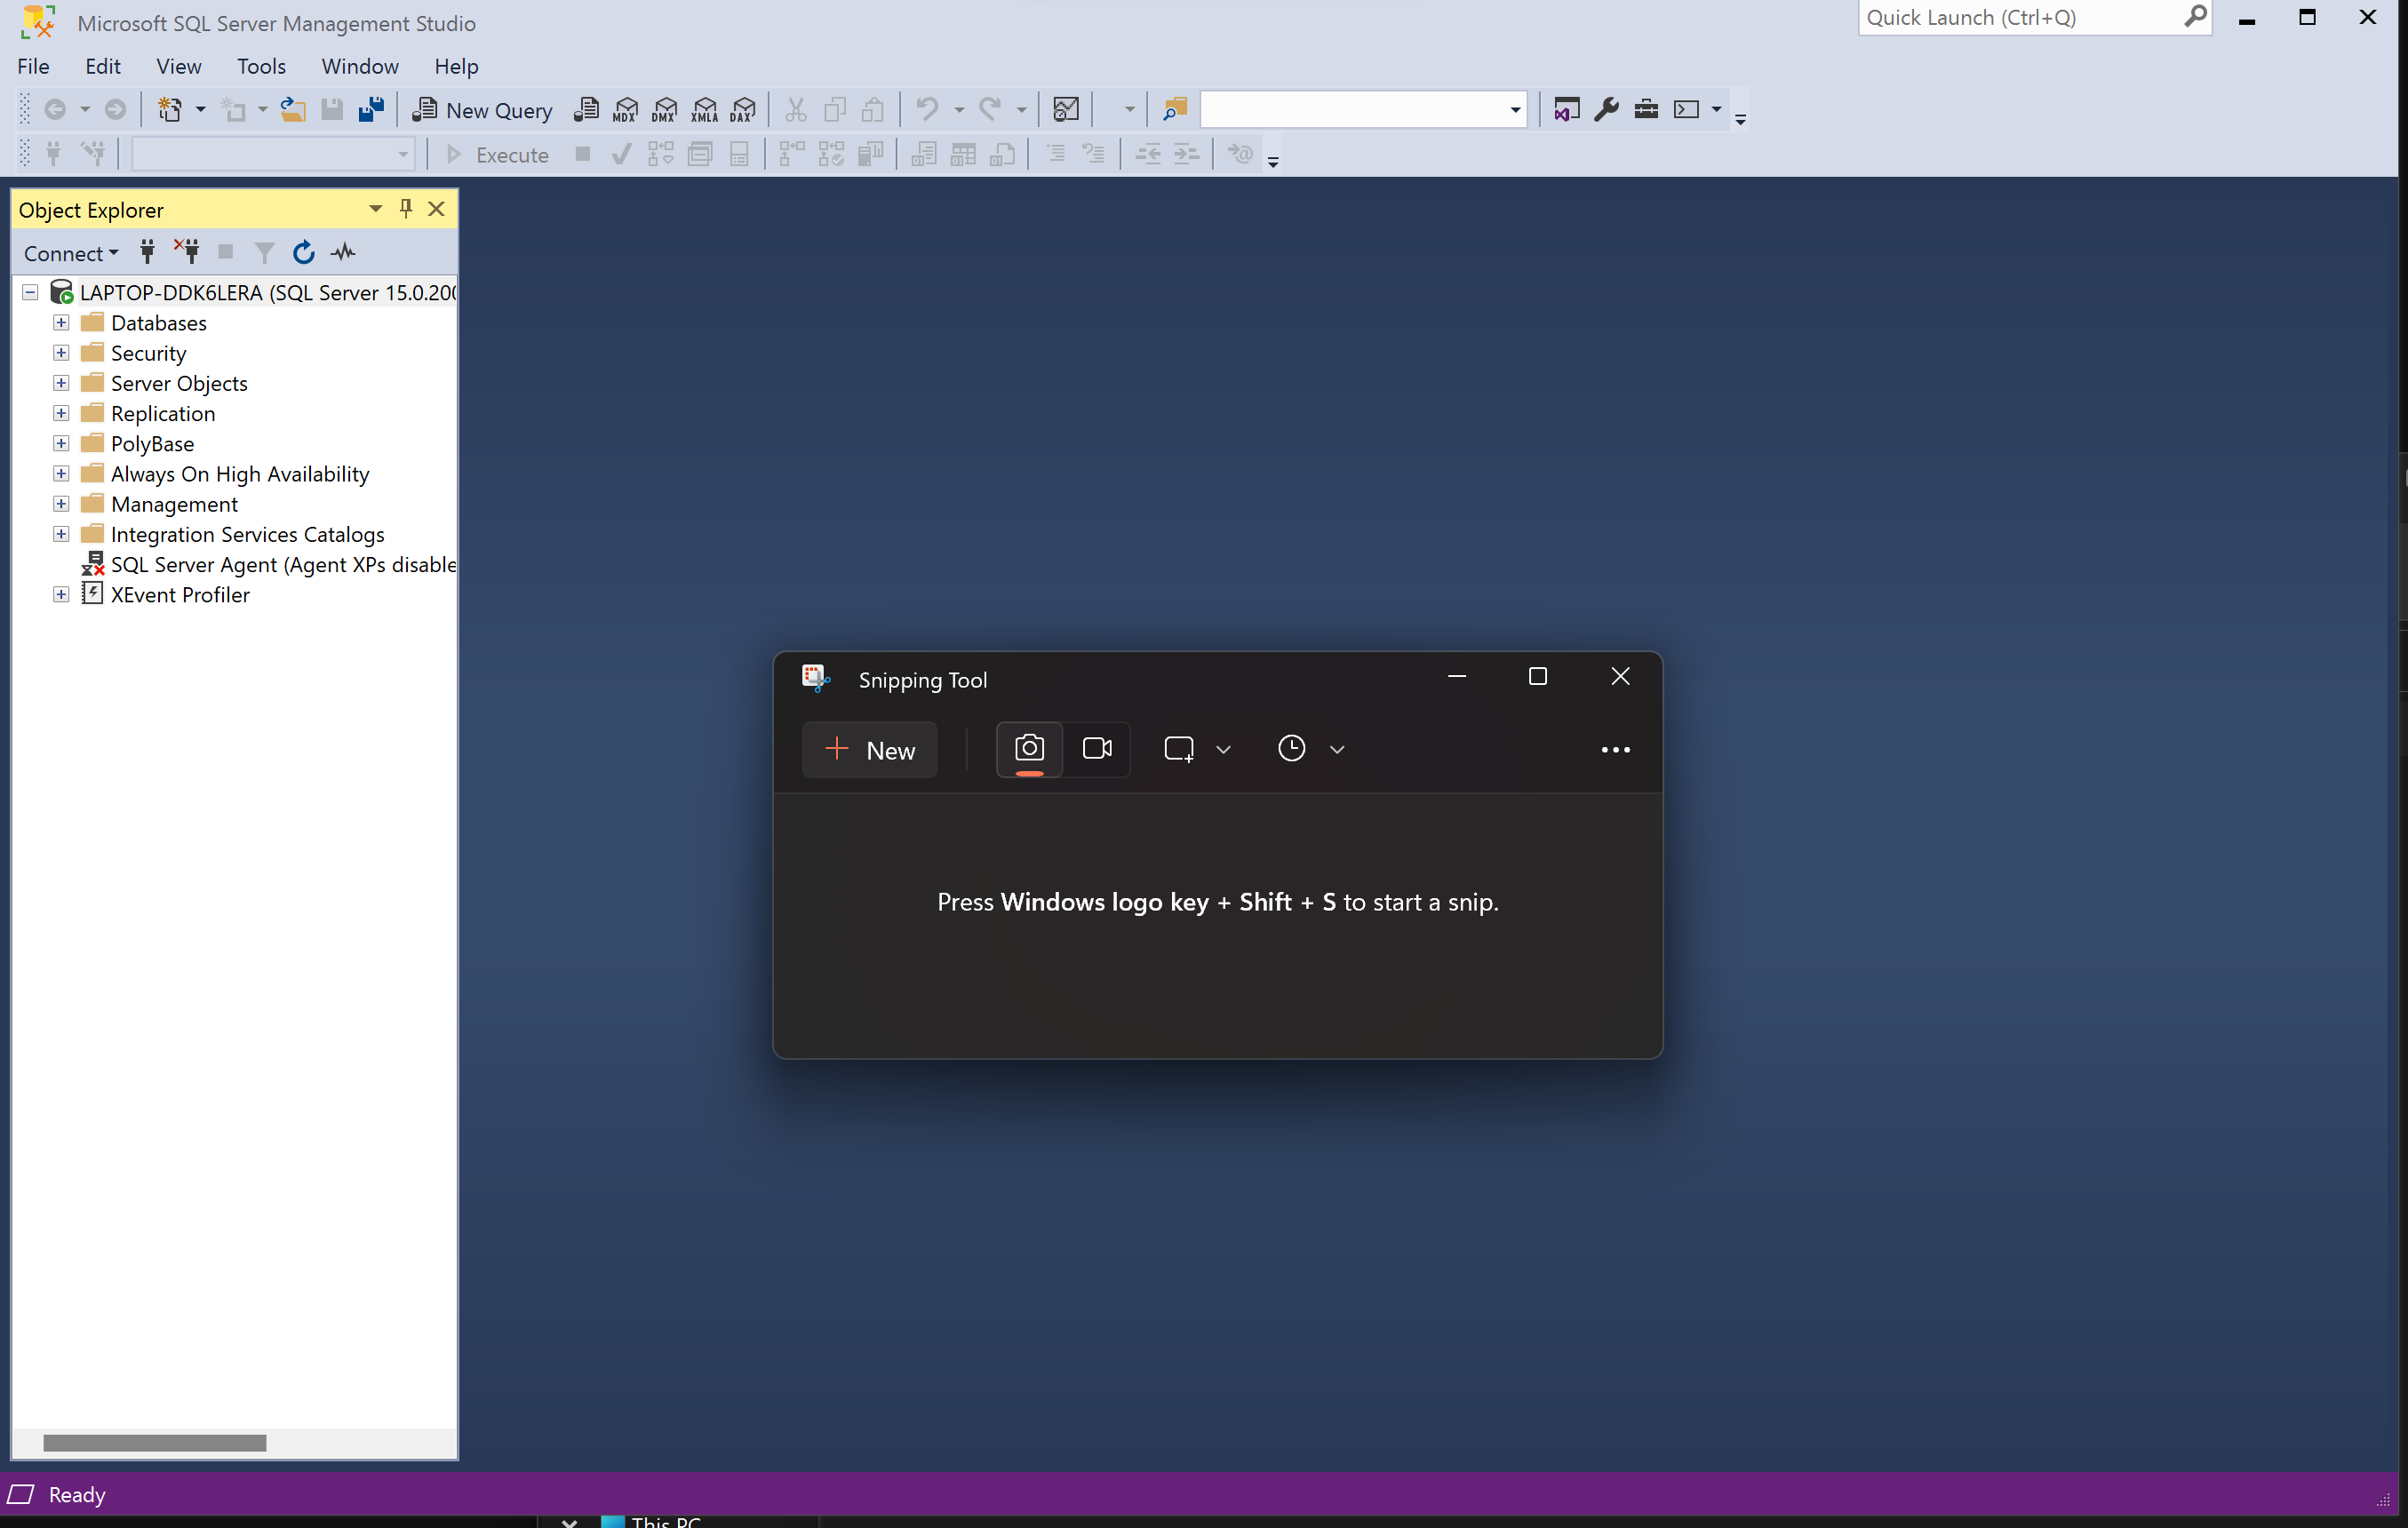 Microsoft SQL Server Management Studio
Quick Launch (Ctrl+Q)
File Edit View Tools Window Help
New Query MDX DMX XMLA DAX
Execute
Object Explorer
Connect
LAPTOP-DDK6LERA (SQL Server 15.0.200
Databases
Security
Server Objects
Replication
PolyBase
Always On High Availability
Management
Integration Services Catalogs
SQL Server Agent (Agent XPs disable
XEvent Profiler
Snipping Tool
New
Press Windows logo key + Shift + S to start a snip.
Ready
This PC